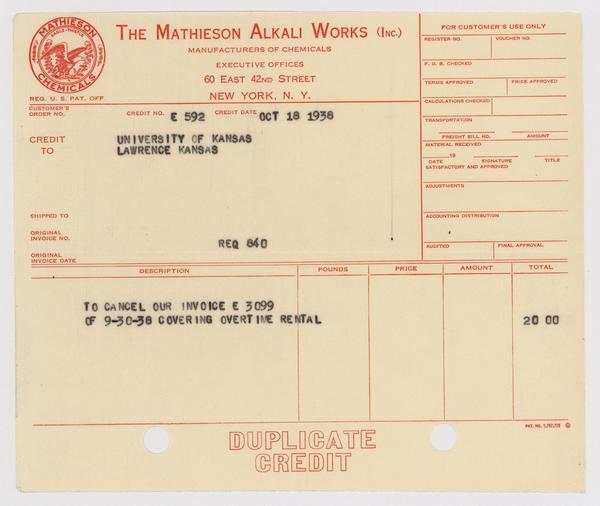 MATHIESON
EAGLE-THISTLE
CHEMICALS
REG. U. S. PAT. OFF.
THE MATHIESON ALKALI WORKS (INC.)
MANUFACTURERS OF CHEMICALS
EXECUTIVE OFFICES
60 EAST 42ND STREET
NEW YORK, N. Y.
FOR CUSTOMER'S USE ONLY
REGISTER NO. VOUCHER NO.
F. O. B. CHECKED
TERMS APPROVED PRICE APPROVED
CALCULATIONS CHECKED
TRANSPORTATION
FREIGHT BILL NO. AMOUNT
MATERIAL RECEIVED
19
DATE SIGNATURE TITLE
SATISFACTORY AND APPROVED
ADJUSTMENTS
ACCOUNTING DISTRIBUTION
AUDITED FINAL APPROVAL
CUSTOMER'S
ORDER NO.
CREDIT NO. E 592 CREDIT DATE OCT 18 1938
CREDIT
TO
UNIVERSITY OF KANSAS
LAWRENCE KANSAS
SHIPPED TO
ORIGINAL
INVOICE NO.
REQ 840
ORIGINAL
INVOICE DATE
DESCRIPTION POUNDS PRICE AMOUNT TOTAL
TO CANCEL OUR INVOICE E 3099
OF 9-30-38 COVERING OVERTIME RENTAL 20 00
DUPLICATE
CREDIT